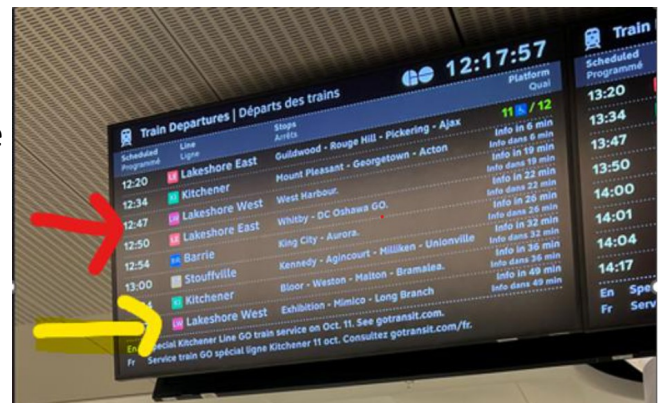 12:17:57
Train Departures | Départs des trains
Scheduled Line Stops Platform
Programmé Ligne Arrêts Quai
12:20 LE Lakeshore East Guildwood - Rouge Hill - Pickering - Ajax 11 / 12
12:34 KI Kitchener Mount Pleasant - Georgetown - Acton Info in 6 min
Info dans 6 min
12:47 LW Lakeshore West West Harbour. Info in 19 min
Info dans 19 min
12:50 LE Lakeshore East Whitby - DC Oshawa GO. Info in 22 min
Info dans 22 min
12:54 BR Barrie King City - Aurora. Info in 26 min
Info dans 26 min
13:00 Stouffville Kennedy - Agincourt - Milliken - Unionville Info in 32 min
Info dans 32 min
KI Kitchener Bloor - Weston - Malton - Bramalea. Info in 36 min
Info dans 36 min
LW Lakeshore West Exhibition - Mimico - Long Branch Info in 49 min
Info dans 49 min
En Special Kitchener Line GO train service on Oct. 11. See gotransit.com.
Fr Service train GO spécial ligne Kitchener 11 oct. Consultez gotransit.com/fr.
Train
Scheduled
Programmé
13:20
13:34
13:47
13:50
14:00
14:01
14:04
14:17
En Spe
Fr Serv